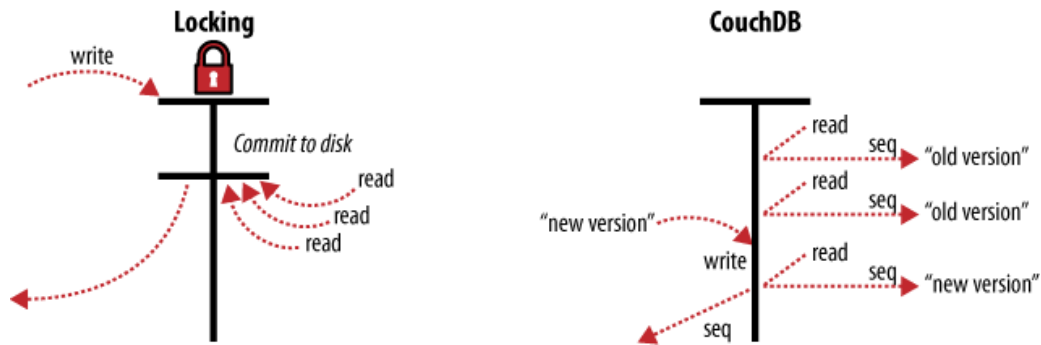 Locking
write
Commit to disk
read
read
read
CouchDB
read
seq
“old version”
read
seq
“old version”
“new version”
write
read
seq
“new version”
seq